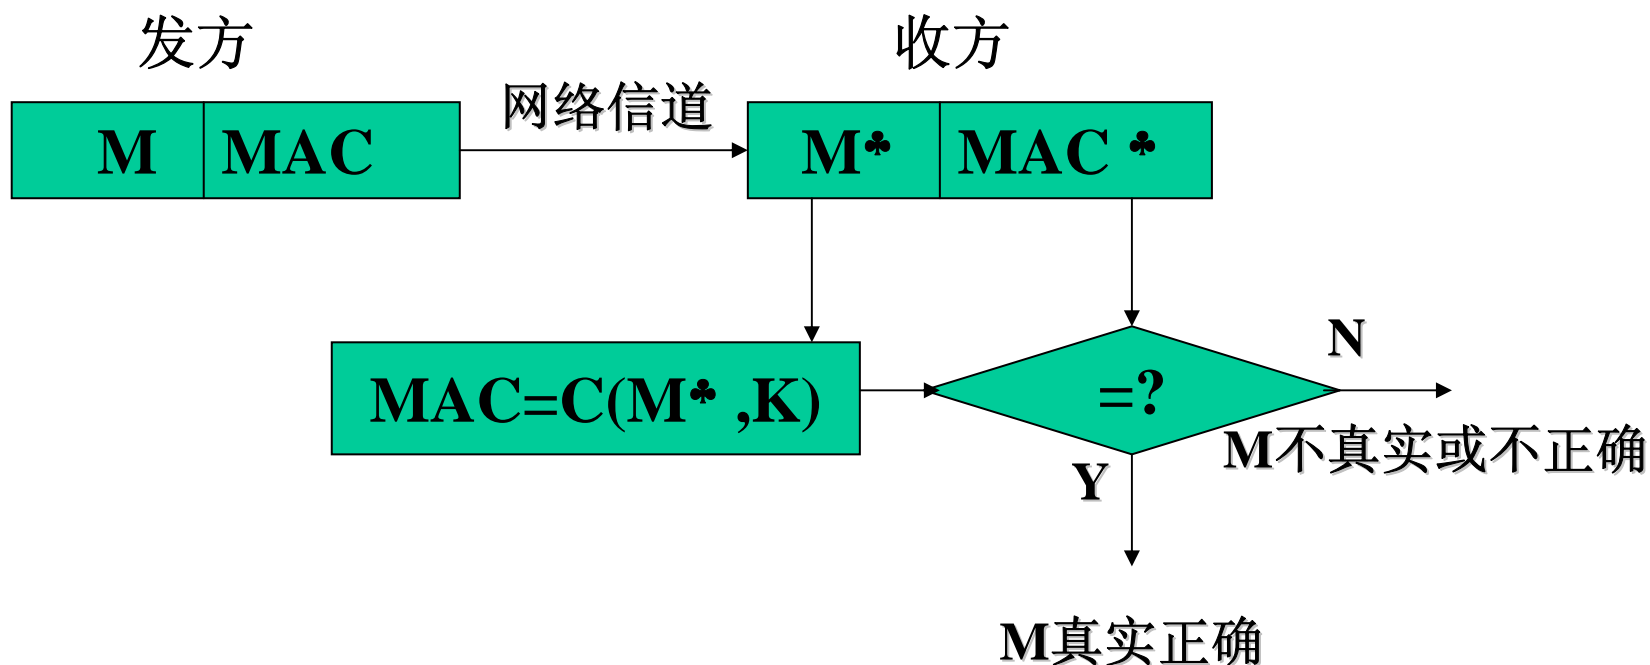 发方
收方
网络信道
M MAC
M♣ MAC ♣
MAC=C(M♣ ,K)
=?
N
M不真实或不正确
Y
M真实正确